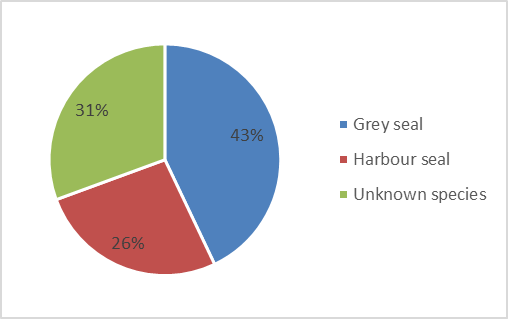 31%
43%
26%
Grey seal
Harbour seal
Unknown species